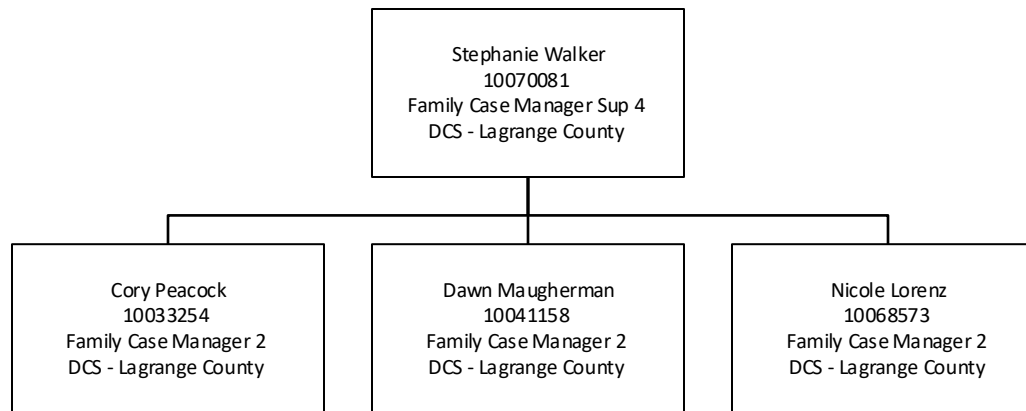 Stephanie Walker
10070081
Family Case Manager Sup 4
DCS - Lagrange County
Cory Peacock
10033254
Family Case Manager 2
DCS - Lagrange County
Dawn Maugherman
10041158
Family Case Manager 2
DCS - Lagrange County
Nicole Lorenz
10068573
Family Case Manager 2
DCS - Lagrange County